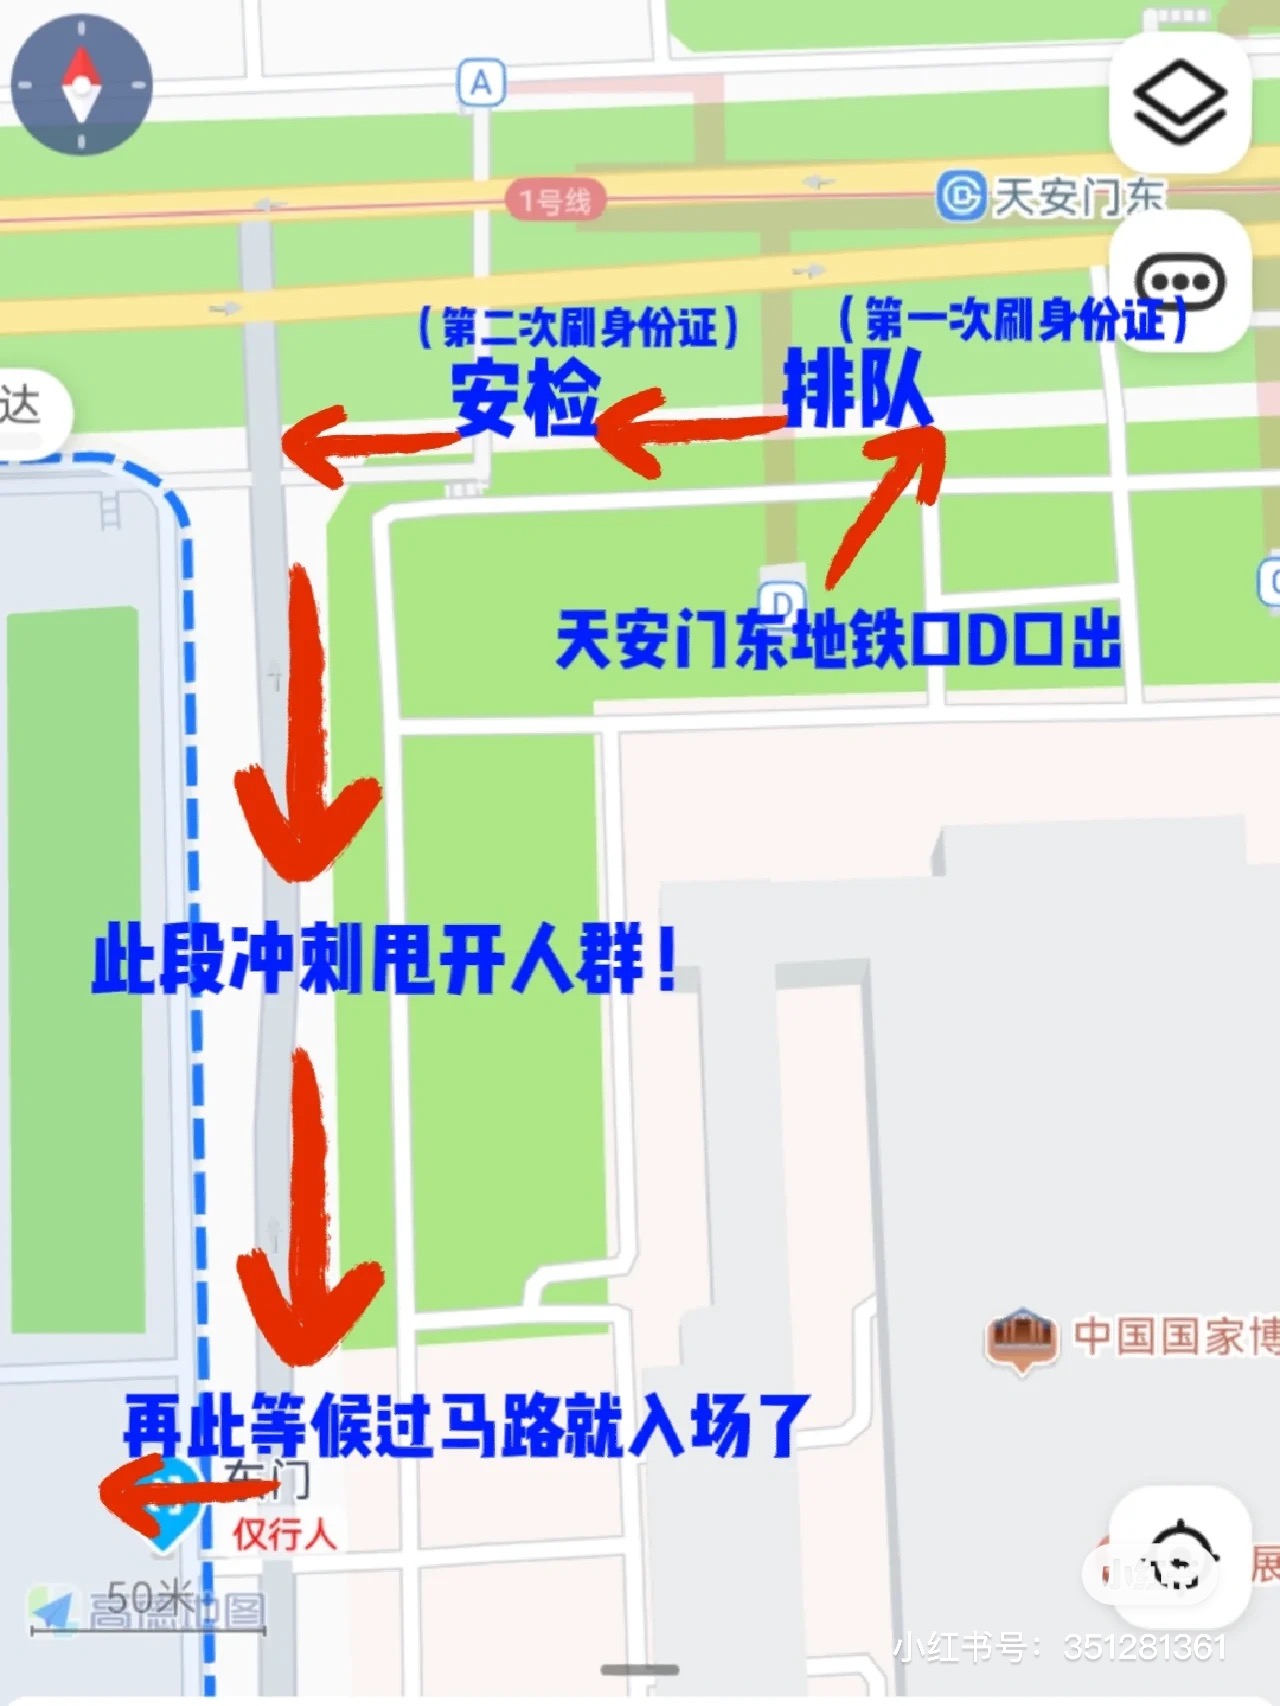 A
1号线
天安门东
（第二次刷身份证）
（第一次刷身份证）
安检
排队
达
D
天安门东地铁口D口出
此段冲刺甩开人群！
中国国家博
再此等候过马路就入场了
东门
仅行人
50米
高德地图
展
小红书
小红书号：351281361